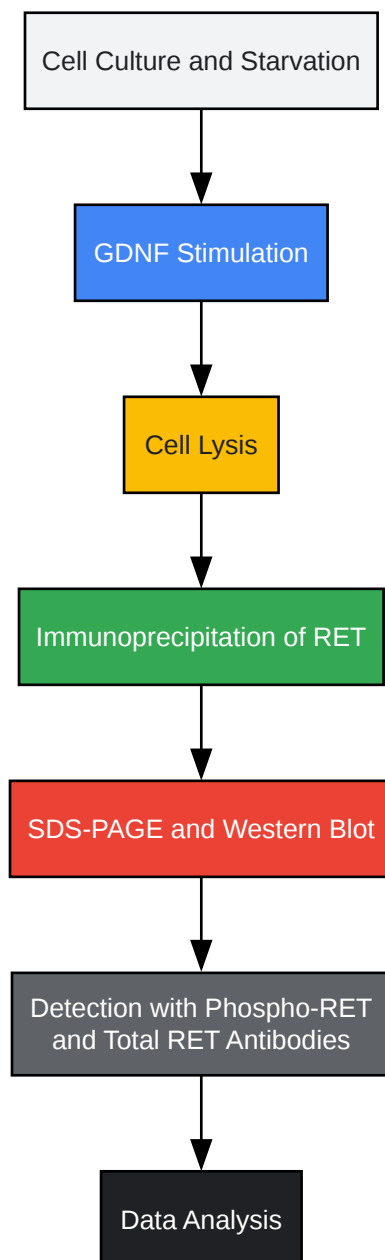 Cell Culture and Starvation
GDNF Stimulation
Cell Lysis
Immunoprecipitation of RET
SDS-PAGE and Western Blot
Detection with Phospho-RET
and Total RET Antibodies
Data Analysis